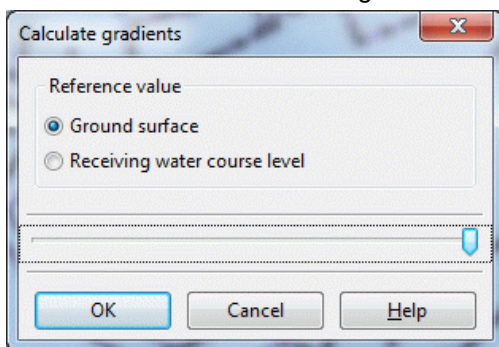 Calculate gradients
Reference value
Ground surface
Receiving water course level
OK Cancel Help